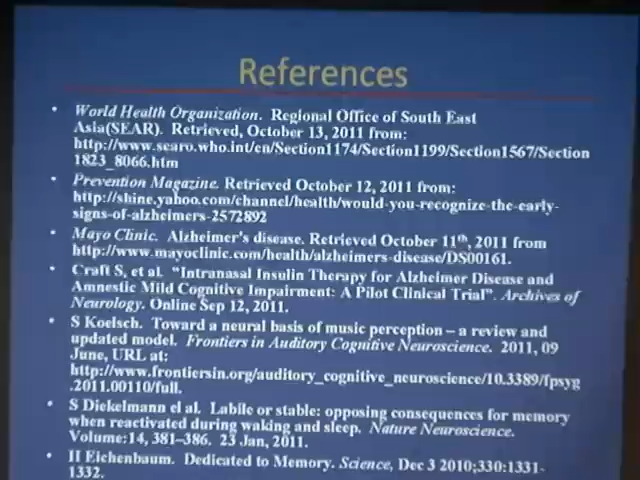 References
• World Health Organization. Regional Office of South East
Asia(SEAR). Retrieved, October 13, 2011 from:
http://www.searo.who.int/en/Section1174/Section1199/Section1567/Section
1823_8066.htm
• Prevention Magazine. Retrieved October 12, 2011 from:
http://shine.yahoo.com/channel/health/would-you-recognize-the-early-
signs-of-alzheimers-2572892
• Mayo Clinic. Alzheimer's disease. Retrieved October 11th, 2011 from
http://www.mayoclinic.com/health/alzheimers-disease/DS00161.
• Craft S, et al. "Intranasal Insulin Therapy for Alzheimer Disease and
Amnestic Mild Cognitive Impairment: A Pilot Clinical Trial". Archives of
Neurology. Online Sep 12, 2011.
• S Koelsch. Toward a neural basis of music perception – a review and
updated model. Frontiers in Auditory Cognitive Neuroscience. 2011, 09
June, URL at:
http://www.frontiersin.org/auditory_cognitive_neuroscience/10.3389/fpsyg
.2011.00110/full.
• S Diekelmann el al. Labile or stable: opposing consequences for memory
when reactivated during waking and sleep. Nature Neuroscience.
Volume:14, 381–386. 23 Jan, 2011.
• H Eichenbaum. Dedicated to Memory. Science, Dec 3 2010;330:1331-
1332.